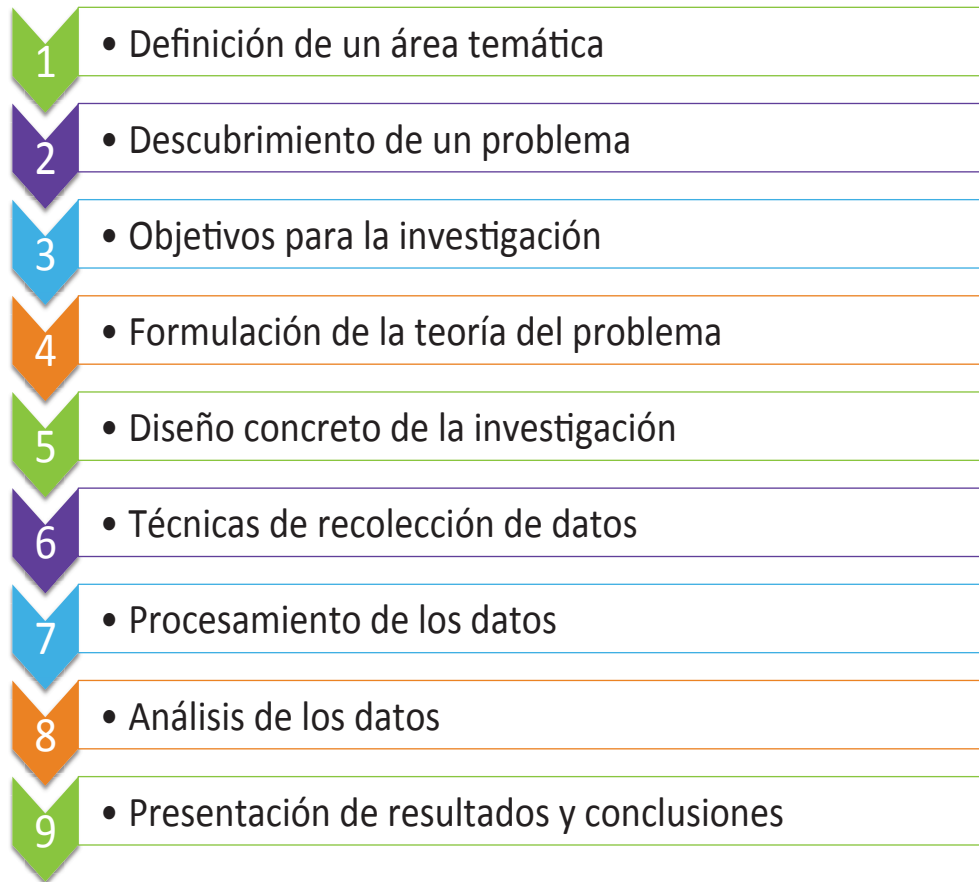 1 • Definición de un área temática
2 • Descubrimiento de un problema
3 • Objetivos para la investigación
4 • Formulación de la teoría del problema
5 • Diseño concreto de la investigación
6 • Técnicas de recolección de datos
7 • Procesamiento de los datos
8 • Análisis de los datos
9 • Presentación de resultados y conclusiones